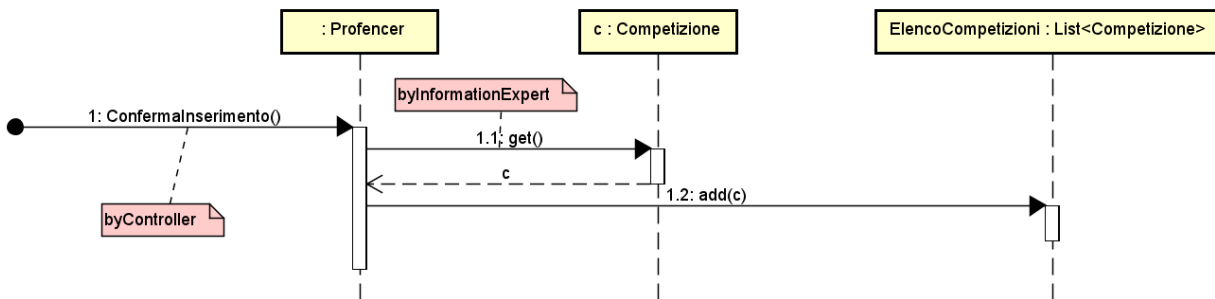 : Profencer
c : Competizione
ElencoCompetizioni : List<Competizione>
byInformationExpert
1: ConfermaInserimento()
1.1: get()
c
1.2: add(c)
byController